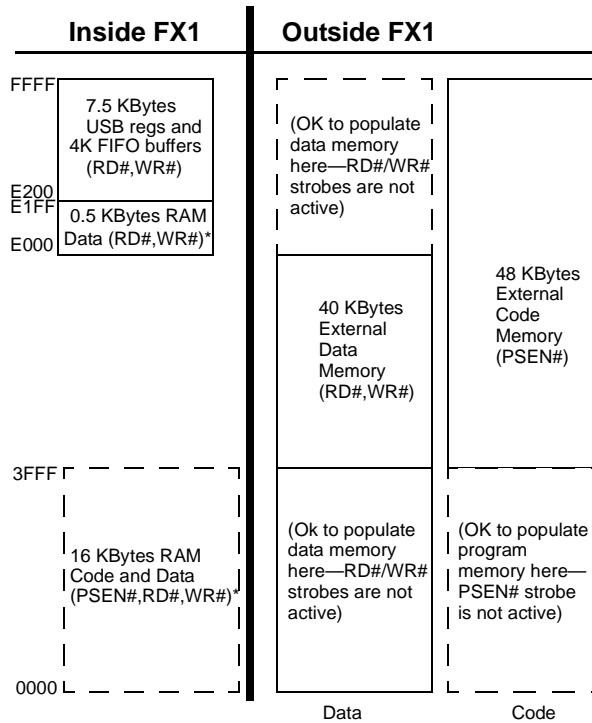 Inside FX1
Outside FX1
FFFF
7.5 KBytes
USB regs and
4K FIFO buffers
(RD#,WR#)
E200
E1FF
0.5 KBytes RAM
Data (RD#,WR#)*
E000
(OK to populate
data memory
here—RD#/WR#
strobes are not
active)
40 KBytes
External
Data
Memory
(RD#,WR#)
48 KBytes
External
Code
Memory
(PSEN#)
3FFF
16 KBytes RAM
Code and Data
(PSEN#,RD#,WR#)*
0000
(Ok to populate
data memory
here—RD#/WR#
strobes are not
active)
(OK to populate
program
memory here—
PSEN# strobe
is not active)
Data
Code